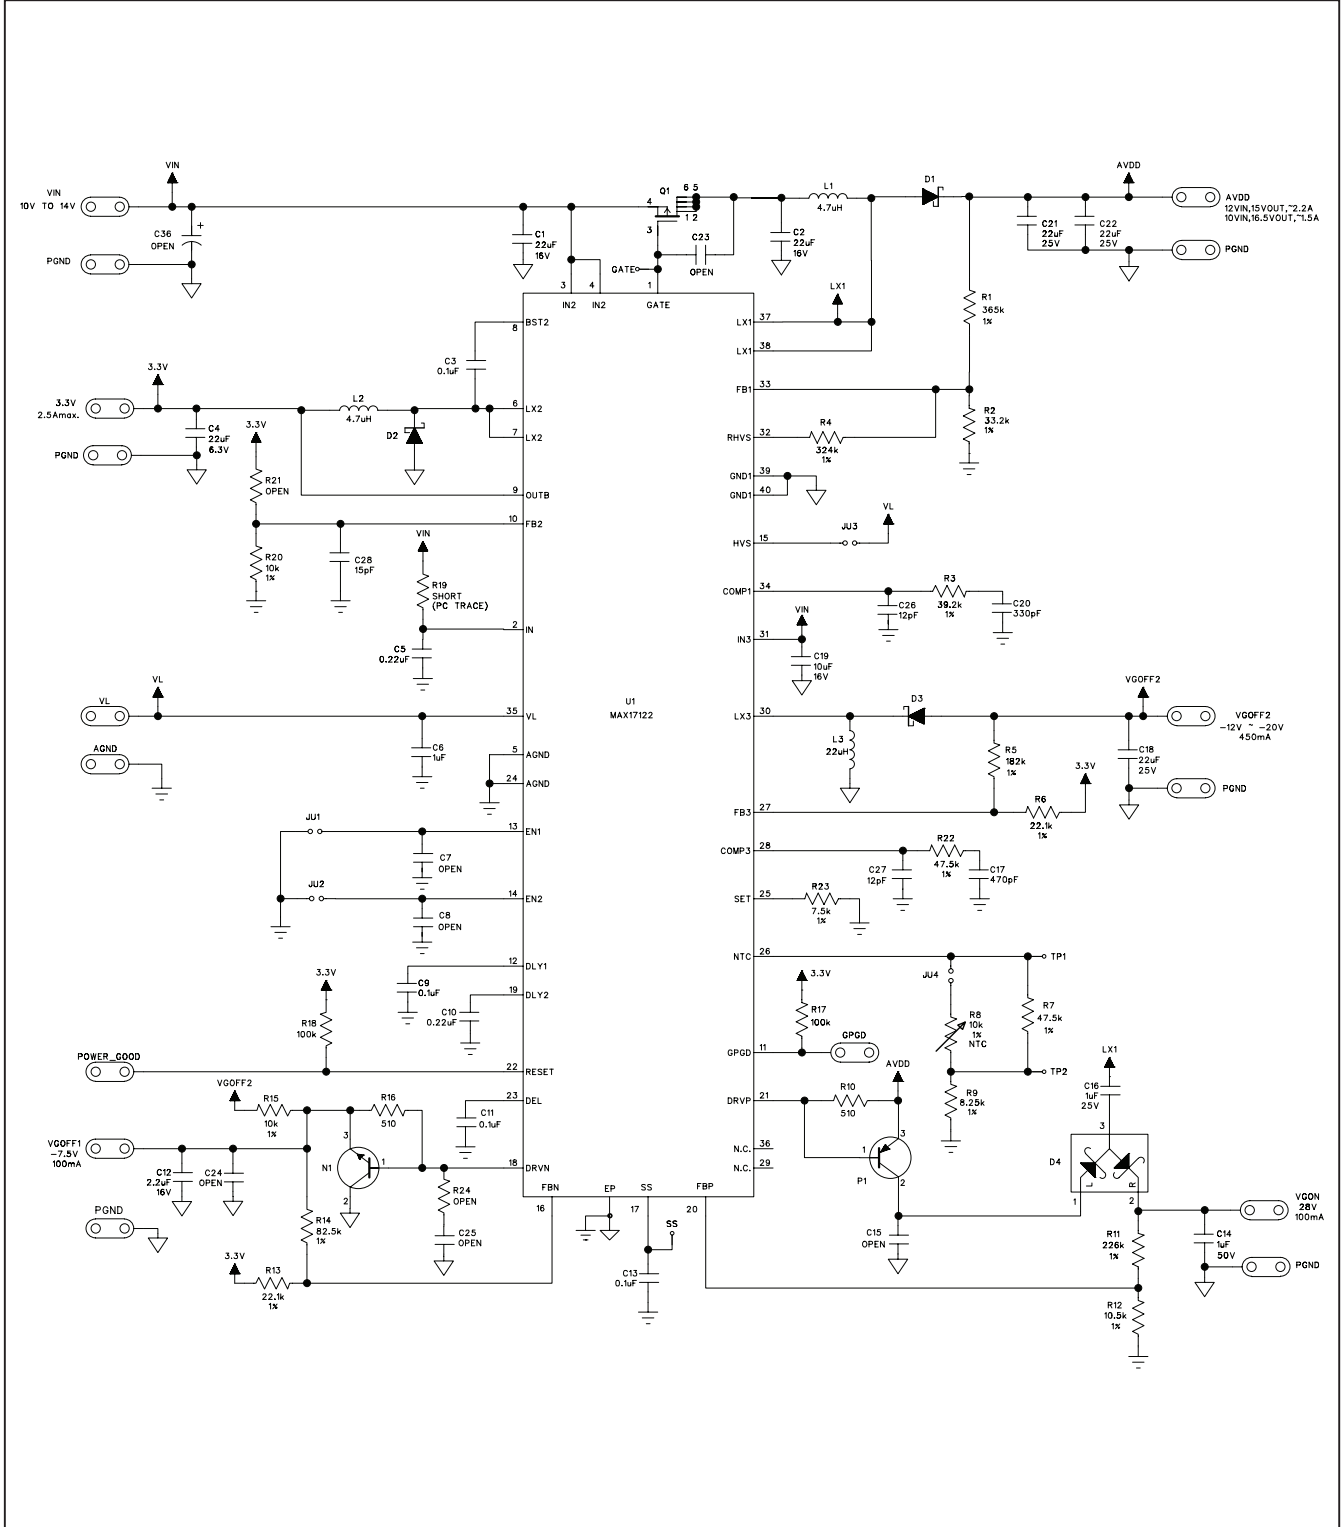 VIN
AVDD
VIN
10V TO 14V
C36
OPEN
+
PGND
C1
22uF
16V
Q1
4
6 5
1 2
3
C23
OPEN
GATE
C2
22uF
16V
L1
4.7uH
D1
C21
22uF
25V
C22
22uF
25V
AVDD
12VIN,15VOUT,~2.2A
10VIN,16.5VOUT,~1.5A
PGND
3
IN2
4
IN2
1
GATE
LX1
37
LX1
38
LX1
R1
365k
1%
8
BST2
C3
0.1uF
3.3V
3.3V
2.5Amax.
L2
4.7uH
6
LX2
7
LX2
D2
C4
22uF
6.3V
PGND
33
FB1
R2
33.2k
1%
32
RHVS
R4
324k
1%
39
GND1
40
GND1
3.3V
R21
OPEN
9
OUTB
10
FB2
R20
10k
1%
C28
15pF
VL
JU3
15
HVS
VIN
R19
SHORT
(PC TRACE)
2
IN
C5
0.22uF
34
COMP1
C26
12pF
R3
39.2k
1%
C20
330pF
VIN
31
IN3
C19
10uF
16V
U1
MAX17122
VL
VL
35
VL
C6
1uF
AGND
5
AGND
24
AGND
30
LX3
L3
22uH
D3
VGOFF2
VGOFF2
-12V ~ -20V
450mA
C18
22uF
25V
PGND
R5
182k
1%
3.3V
27
FB3
R6
22.1k
1%
JU1
13
EN1
C7
OPEN
JU2
14
EN2
C8
OPEN
28
COMP3
C27
12pF
R22
47.5k
1%
C17
470pF
25
SET
R23
7.5k
1%
12
DLY1
C9
0.1uF
19
DLY2
C10
0.22uF
26
NTC
TP1
JU4
R8
10k
1%
NTC
R7
47.5k
1%
TP2
R9
8.25k
1%
3.3V
R18
100k
POWER_GOOD
22
RESET
3.3V
R17
100k
11
GPGD
GPGD
AVDD
23
DEL
C11
0.1uF
21
DRVP
R10
510
VGOFF2
R15
10k
1%
R16
510
VGOFF1
-7.5V
100mA
C12
2.2uF
16V
C24
OPEN
N1
3
1
2
18
DRVN
R24
OPEN
C25
OPEN
PGND
R14
82.5k
1%
3.3V
R13
22.1k
1%
36
N.C.
29
N.C.
P1
1
3
2
C15
OPEN
LX1
C16
1uF
25V
3
D4
L
R
1
2
FBN
16
EP
SS
17
SS
FBP
20
C13
0.1uF
VGON
28V
100mA
R11
226k
1%
C14
1uF
50V
PGND
R12
10.5k
1%